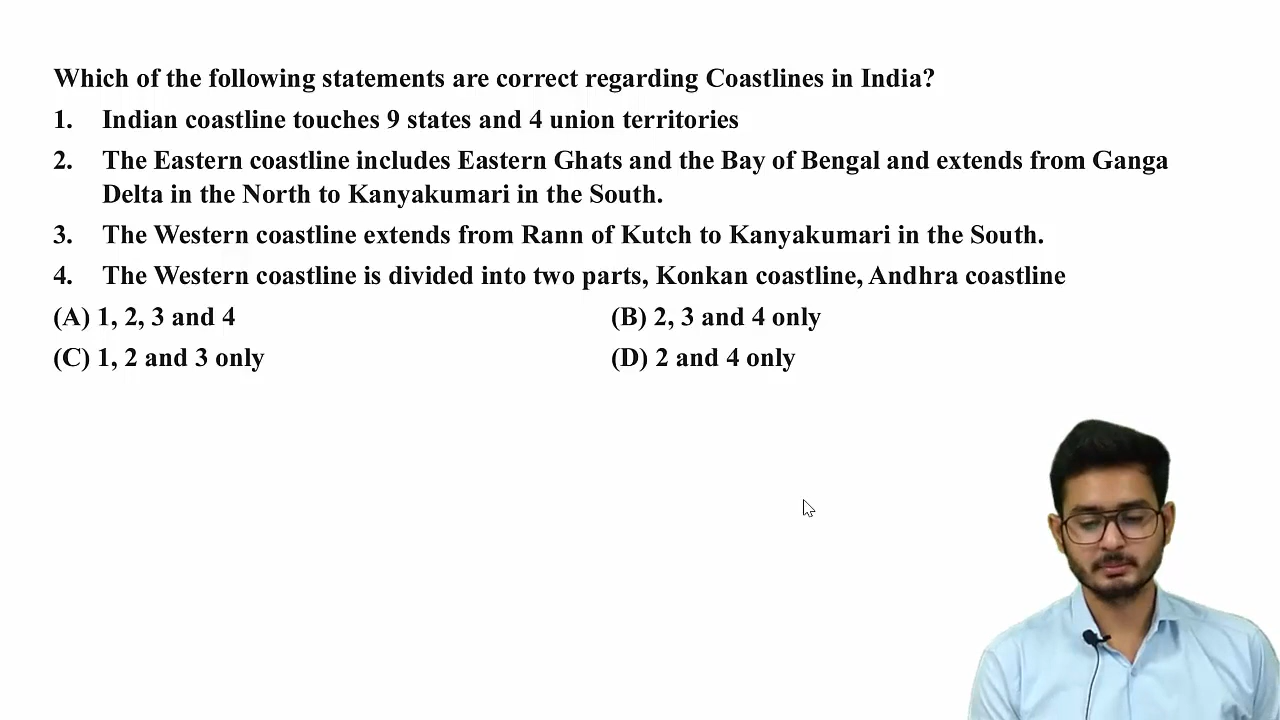 Which of the following statements are correct regarding Coastlines in India?
1. Indian coastline touches 9 states and 4 union territories
2. The Eastern coastline includes Eastern Ghats and the Bay of Bengal and extends from Ganga
Delta in the North to Kanyakumari in the South.
3. The Western coastline extends from Rann of Kutch to Kanyakumari in the South.
4. The Western coastline is divided into two parts, Konkan coastline, Andhra coastline
(A) 1, 2, 3 and 4 (B) 2, 3 and 4 only
(C) 1, 2 and 3 only (D) 2 and 4 only